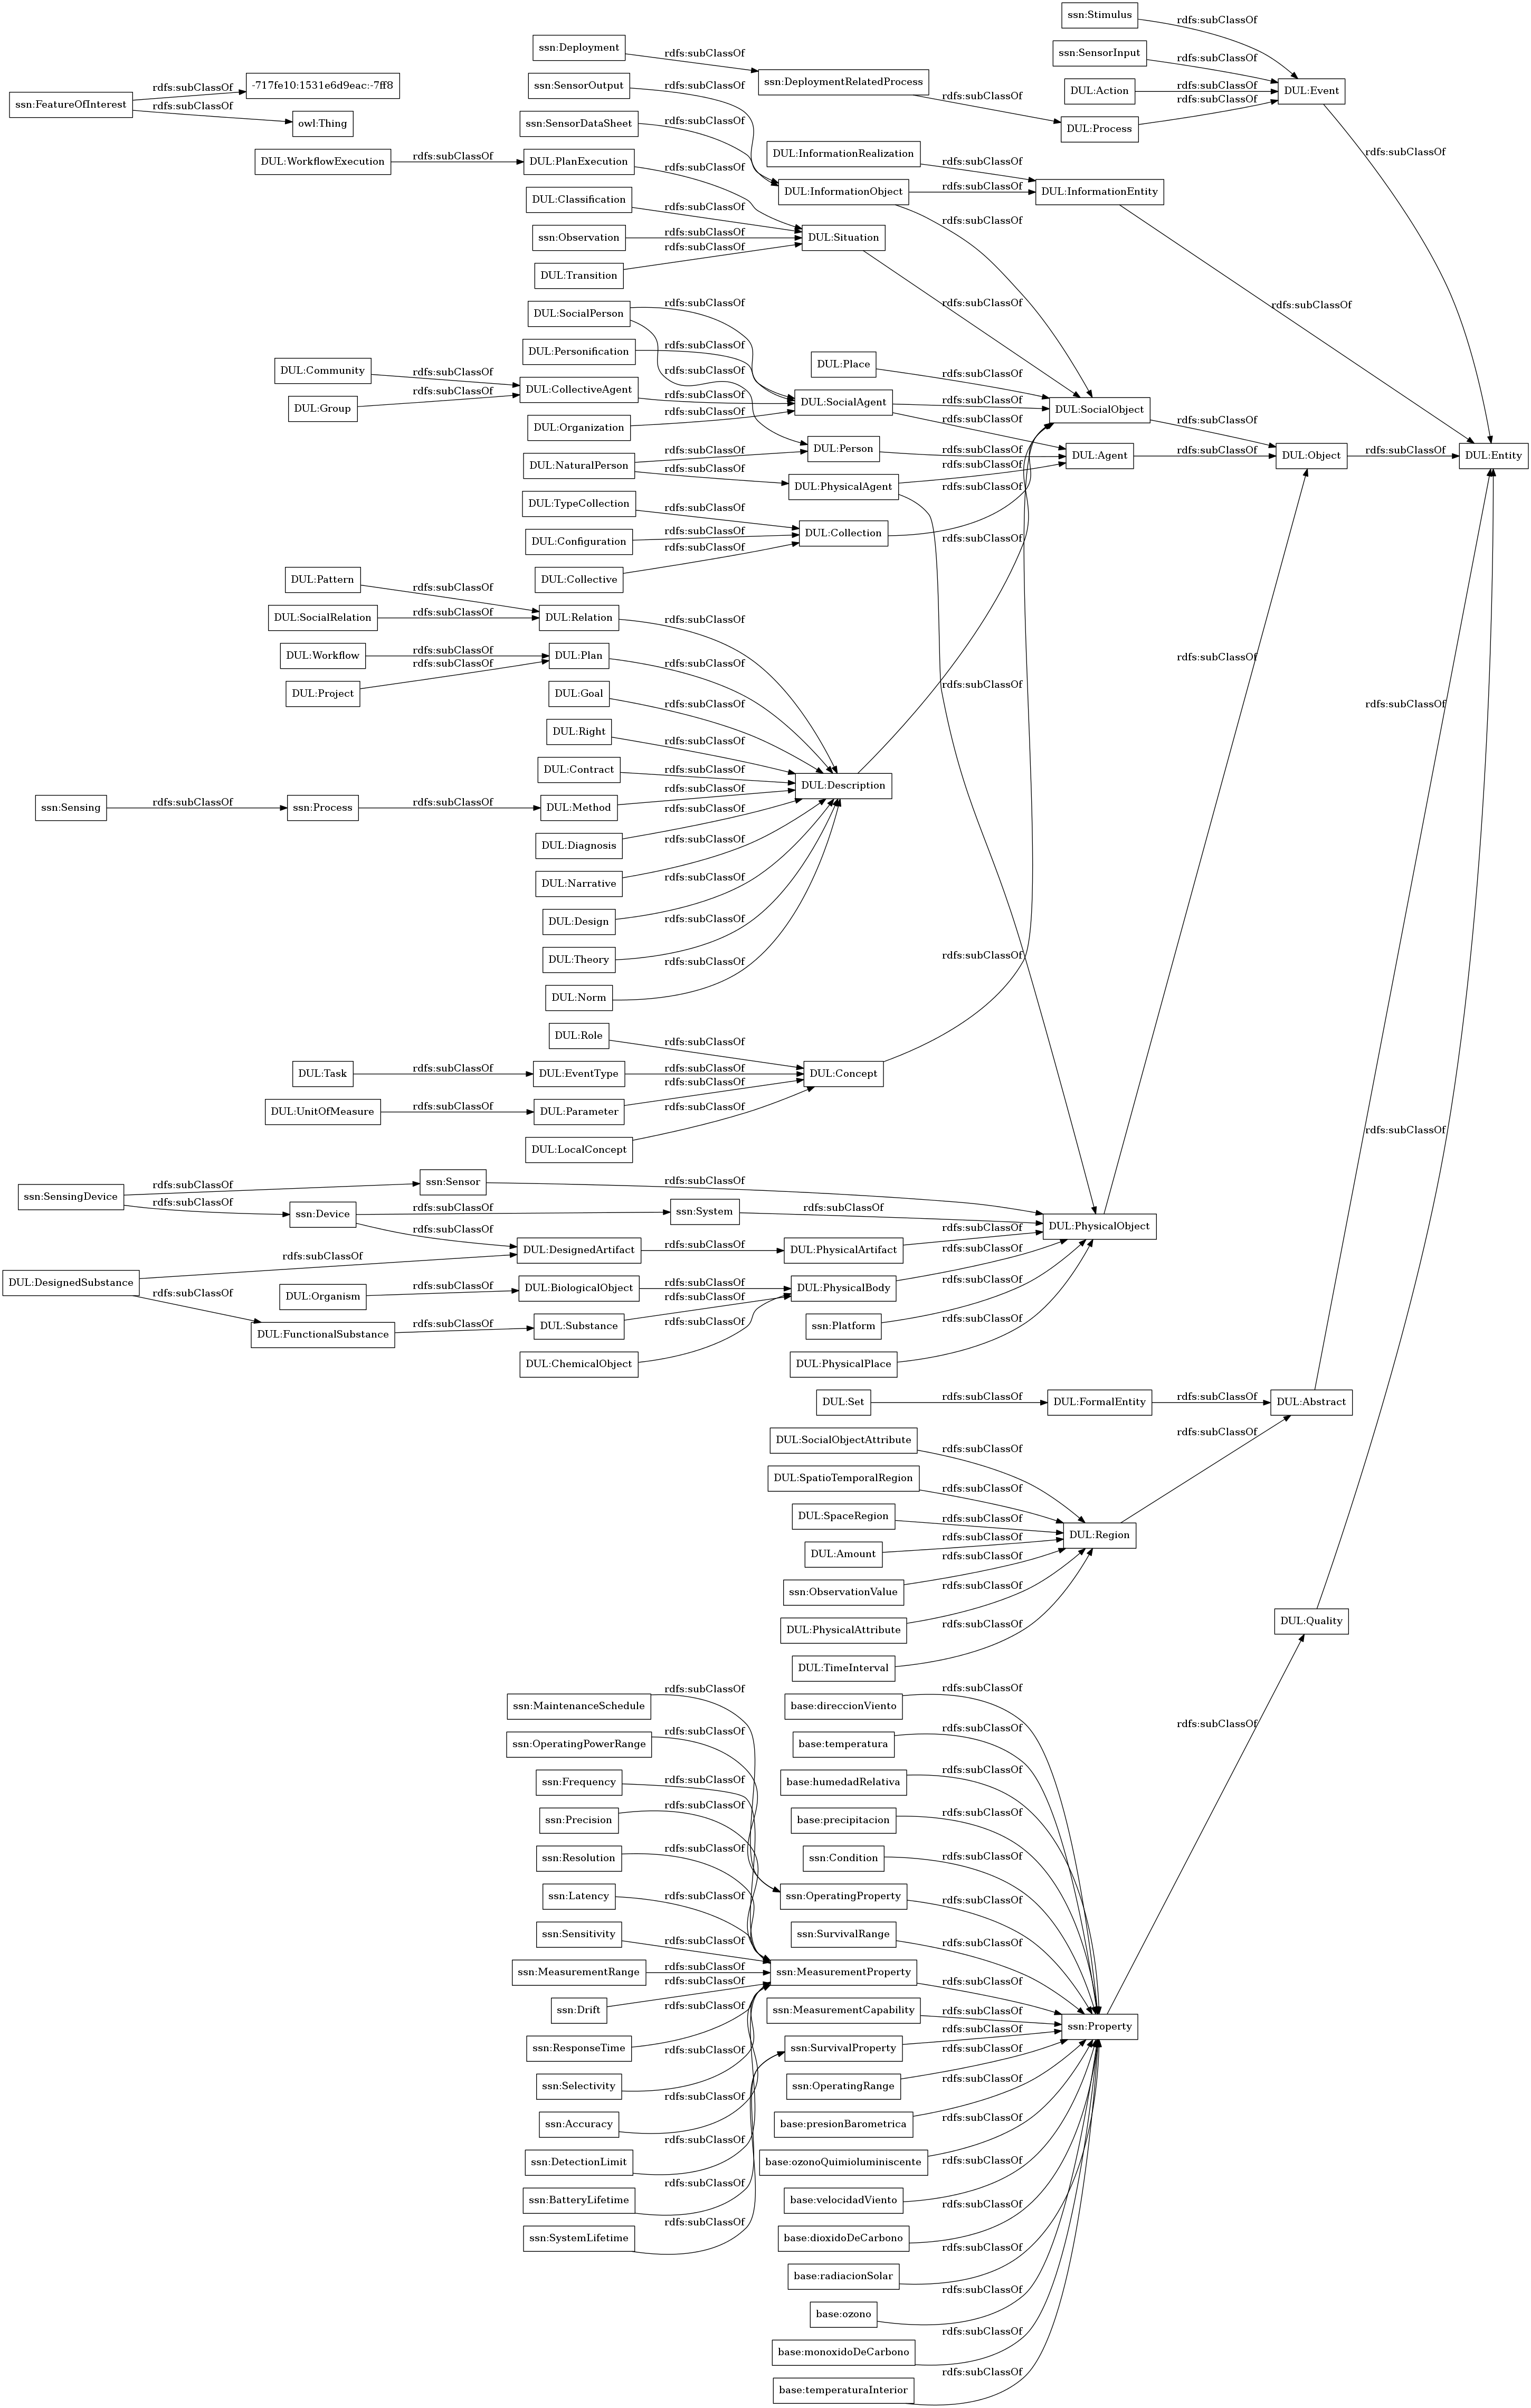 ssn:Stimulus
rdfs:subClassOf
ssn:Deployment
rdfs:subClassOf
ssn:SensorInput
rdfs:subClassOf
ssn:FeatureOfInterest
rdfs:subClassOf
-717fe10:1531e6d9eac:-7ff8
ssn:SensorOutput
rdfs:subClassOf
ssn:DeploymentRelatedProcess
rdfs:subClassOf
DUL:Action
rdfs:subClassOf
DUL:Event
rdfs:subClassOf
owl:Thing
ssn:SensorDataSheet
rdfs:subClassOf
DUL:Process
rdfs:subClassOf
rdfs:subClassOf
DUL:WorkflowExecution
rdfs:subClassOf
DUL:PlanExecution
rdfs:subClassOf
DUL:InformationRealization
rdfs:subClassOf
DUL:Classification
rdfs:subClassOf
DUL:InformationObject
rdfs:subClassOf
DUL:InformationEntity
rdfs:subClassOf
ssn:Observation
rdfs:subClassOf
DUL:Situation
rdfs:subClassOf
DUL:Transition
rdfs:subClassOf
rdfs:subClassOf
DUL:SocialPerson
rdfs:subClassOf
rdfs:subClassOf
DUL:Personification
rdfs:subClassOf
DUL:Place
rdfs:subClassOf
DUL:Community
rdfs:subClassOf
DUL:CollectiveAgent
rdfs:subClassOf
DUL:SocialAgent
rdfs:subClassOf
DUL:SocialObject
rdfs:subClassOf
DUL:Group
rdfs:subClassOf
DUL:Organization
rdfs:subClassOf
rdfs:subClassOf
DUL:Person
rdfs:subClassOf
DUL:Agent
rdfs:subClassOf
DUL:Object
rdfs:subClassOf
DUL:Entity
DUL:NaturalPerson
rdfs:subClassOf
rdfs:subClassOf
DUL:PhysicalAgent
rdfs:subClassOf
rdfs:subClassOf
DUL:TypeCollection
rdfs:subClassOf
DUL:Configuration
rdfs:subClassOf
DUL:Collection
rdfs:subClassOf
DUL:Collective
rdfs:subClassOf
DUL:Pattern
rdfs:subClassOf
DUL:SocialRelation
rdfs:subClassOf
DUL:Relation
rdfs:subClassOf
DUL:Workflow
rdfs:subClassOf
DUL:Plan
rdfs:subClassOf
rdfs:subClassOf
DUL:Project
rdfs:subClassOf
DUL:Goal
rdfs:subClassOf
rdfs:subClassOf
DUL:Right
rdfs:subClassOf
DUL:Contract
rdfs:subClassOf
DUL:Description
ssn:Sensing
rdfs:subClassOf
ssn:Process
rdfs:subClassOf
DUL:Method
rdfs:subClassOf
DUL:Diagnosis
rdfs:subClassOf
DUL:Narrative
rdfs:subClassOf
DUL:Design
rdfs:subClassOf
DUL:Theory
rdfs:subClassOf
rdfs:subClassOf
DUL:Norm
rdfs:subClassOf
DUL:Role
rdfs:subClassOf
DUL:Task
rdfs:subClassOf
DUL:EventType
rdfs:subClassOf
DUL:Concept
DUL:UnitOfMeasure
rdfs:subClassOf
DUL:Parameter
rdfs:subClassOf
rdfs:subClassOf
DUL:LocalConcept
rdfs:subClassOf
ssn:SensingDevice
rdfs:subClassOf
ssn:Sensor
rdfs:subClassOf
rdfs:subClassOf
ssn:Device
rdfs:subClassOf
ssn:System
rdfs:subClassOf
DUL:PhysicalObject
rdfs:subClassOf
DUL:DesignedArtifact
rdfs:subClassOf
DUL:PhysicalArtifact
rdfs:subClassOf
DUL:DesignedSubstance
rdfs:subClassOf
rdfs:subClassOf
DUL:Organism
rdfs:subClassOf
DUL:BiologicalObject
rdfs:subClassOf
DUL:PhysicalBody
rdfs:subClassOf
DUL:FunctionalSubstance
rdfs:subClassOf
DUL:Substance
rdfs:subClassOf
ssn:Platform
rdfs:subClassOf
DUL:ChemicalObject
rdfs:subClassOf
DUL:PhysicalPlace
rdfs:subClassOf
DUL:Set
rdfs:subClassOf
DUL:FormalEntity
rdfs:subClassOf
DUL:Abstract
DUL:SocialObjectAttribute
rdfs:subClassOf
rdfs:subClassOf
DUL:SpatioTemporalRegion
rdfs:subClassOf
DUL:SpaceRegion
rdfs:subClassOf
DUL:Region
DUL:Amount
rdfs:subClassOf
ssn:ObservationValue
rdfs:subClassOf
DUL:PhysicalAttribute
rdfs:subClassOf
DUL:Quality
DUL:TimeInterval
rdfs:subClassOf
ssn:MaintenanceSchedule
rdfs:subClassOf
base:direccionViento
rdfs:subClassOf
rdfs:subClassOf
ssn:OperatingPowerRange
rdfs:subClassOf
base:temperatura
rdfs:subClassOf
ssn:Frequency
rdfs:subClassOf
base:humedadRelativa
rdfs:subClassOf
ssn:Precision
rdfs:subClassOf
base:precipitacion
rdfs:subClassOf
ssn:Resolution
rdfs:subClassOf
ssn:Condition
rdfs:subClassOf
ssn:Latency
rdfs:subClassOf
ssn:OperatingProperty
rdfs:subClassOf
ssn:Sensitivity
rdfs:subClassOf
ssn:SurvivalRange
rdfs:subClassOf
ssn:MeasurementRange
rdfs:subClassOf
ssn:MeasurementProperty
rdfs:subClassOf
ssn:Drift
rdfs:subClassOf
ssn:MeasurementCapability
rdfs:subClassOf
ssn:Property
ssn:ResponseTime
rdfs:subClassOf
ssn:SurvivalProperty
rdfs:subClassOf
ssn:Selectivity
rdfs:subClassOf
ssn:OperatingRange
rdfs:subClassOf
ssn:Accuracy
rdfs:subClassOf
base:presionBarometrica
rdfs:subClassOf
ssn:DetectionLimit
rdfs:subClassOf
base:ozonoQuimioluminiscente
rdfs:subClassOf
ssn:BatteryLifetime
rdfs:subClassOf
base:velocidadViento
rdfs:subClassOf
ssn:SystemLifetime
rdfs:subClassOf
base:dioxidoDeCarbono
rdfs:subClassOf
base:radiacionSolar
rdfs:subClassOf
base:ozono
rdfs:subClassOf
base:monoxidoDeCarbono
rdfs:subClassOf
base:temperaturaInterior
rdfs:subClassOf